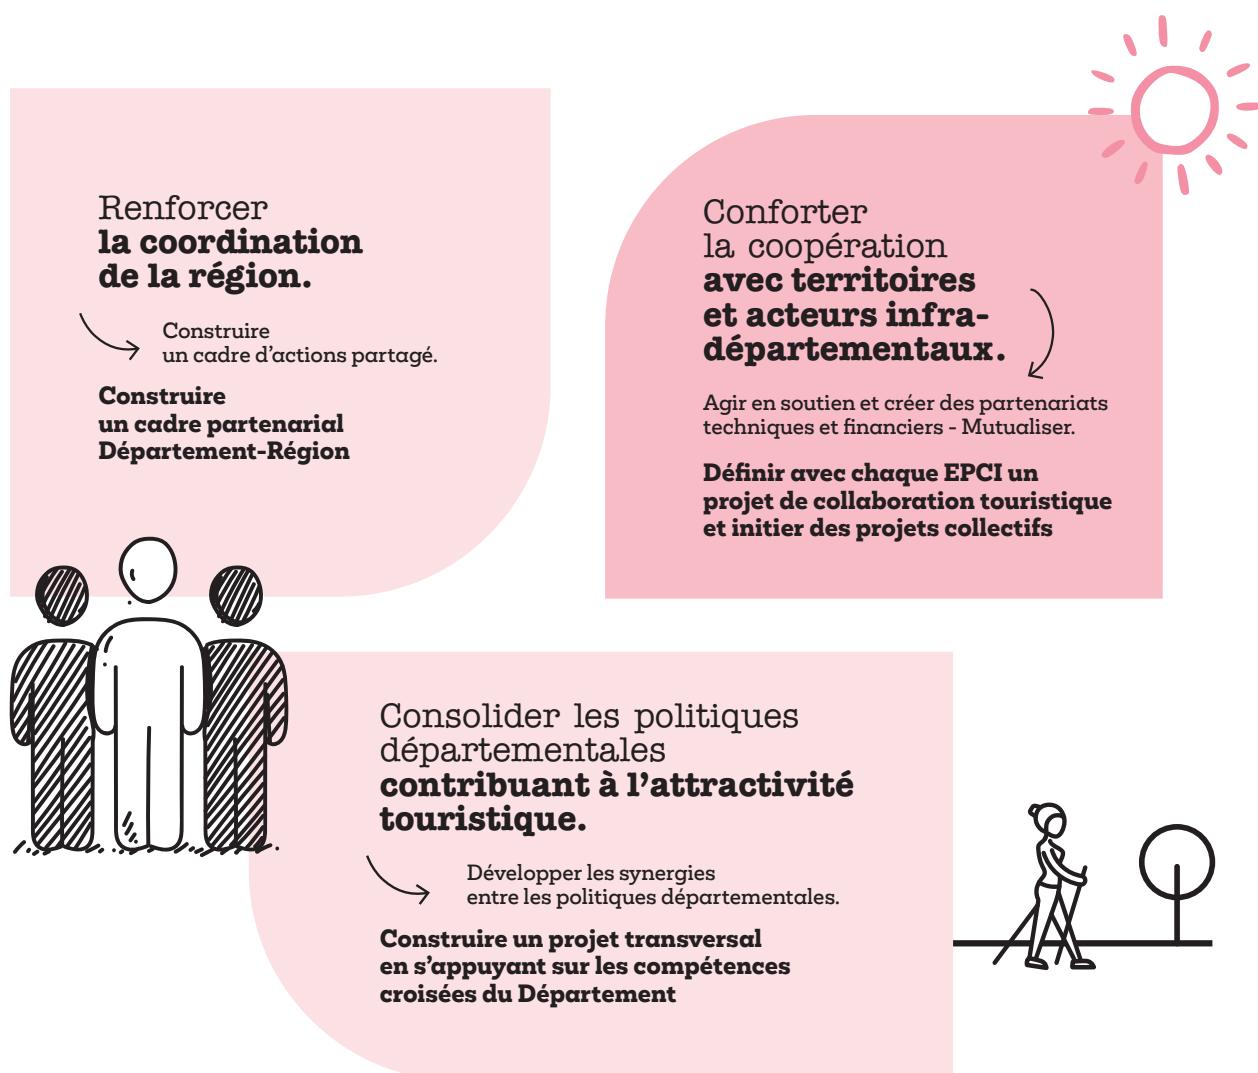 Renforcer
la coordination
de la région.
Construire
un cadre d'actions partagé.
Construire
un cadre partenarial
Département-Région
Conforter
la coopération
avec territoires
et acteurs infra-
départementaux.
Agir en soutien et créer des partenariats
techniques et financiers - Mutualiser.
Définir avec chaque EPCI un
projet de collaboration touristique
et initier des projets collectifs
Consolider les politiques
départementales
contribuant à l'attractivité
touristique.
Développer les synergies
entre les politiques départementales.
Construire un projet transversal
en s'appuyant sur les compétences
croisées du Département